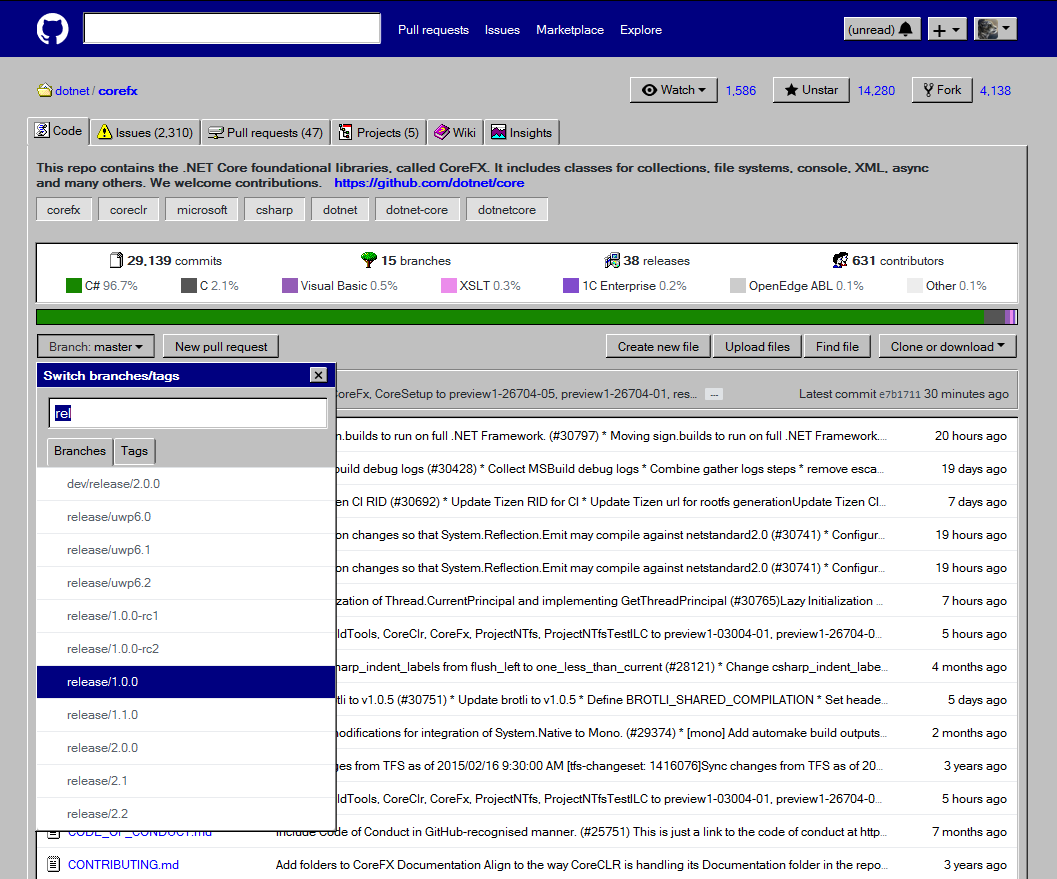 Pull requests Issues Marketplace Explore (unread)
dotnet / corefx Watch 1,586 Unstar 14,280 Fork 4,138
Code Issues (2,310) Pull requests (47) Projects (5) Wiki Insights
This repo contains the .NET Core foundational libraries, called CoreFX. It includes classes for collections, file systems, console, XML, async
and many others. We welcome contributions. https://github.com/dotnet/core
corefx coreclr microsoft csharp dotnet dotnet-core dotnetcore
29,139 commits 15 branches 38 releases 631 contributors
C# 96.7% C 2.1% Visual Basic 0.5% XSLT 0.3% 1C Enterprise 0.2% OpenEdge ABL 0.1% Other 0.1%
Branch: master New pull request Create new file Upload files Find file Clone or download
Switch branches/tags
rel
Branches Tags
dev/release/2.0.0
release/uwp6.0
release/uwp6.1
release/uwp6.2
release/1.0.0-rc1
release/1.0.0-rc2
release/1.0.0
release/1.1.0
release/2.0.0
release/2.1
release/2.2
oreFx, CoreSetup to preview1-26704-05, preview1-26704-01, res... ... Latest commit e7b1711 30 minutes ago
n.builds to run on full .NET Framework. (#30797) * Moving sign.builds to run on full .NET Framework... 20 hours ago
uild debug logs (#30428) * Collect MSBuild debug logs * Combine gather logs steps * remove esca... 19 days ago
zen CI RID (#30692) * Update Tizen RID for CI * Update Tizen url for rootfs generationUpdate Tizen CI... 7 days ago
on changes so that System.Reflection.Emit may compile against netstandard2.0 (#30741) * Configur... 19 hours ago
on changes so that System.Reflection.Emit may compile against netstandard2.0 (#30741) * Configur... 19 hours ago
zation of Thread.CurrentPrincipal and implementing GetThreadPrincipal (#30765)Lazy Initialization ... 7 hours ago
ldTools, CoreClr, CoreFx, ProjectNTfs, ProjectNTfsTestILC to preview1-03004-01, preview1-26704-0... 5 hours ago
harp_indent_labels from flush_left to one_less_than_current (#28121) * Change csharp_indent_labe... 4 months ago
tli to v1.0.5 (#30751) * Update brotli to v1.0.5 * Define BROTLI_SHARED_COMPILATION * Set heade... 5 days ago
odifications for integration of System.Native to Mono. (#29374) * [mono] Add automake build outputs... 2 months ago
ges from TFS as of 2015/02/16 9:30:00 AM [tfs-changeset: 1416076]Sync changes from TFS as of 20... 3 years ago
ldTools, CoreClr, CoreFx, ProjectNTfs, ProjectNTfsTestILC to preview1-03004-01, preview1-26704-0... 5 hours ago
CODE_OF_CONDUCT.md Include Code of Conduct in GitHub-recognised manner. (#25751) This is just a link to the code of conduct at http... 7 months ago
CONTRIBUTING.md Add folders to CoreFX Documentation Align to the way CoreCLR is handling its Documentation folder in the repo... 3 years ago